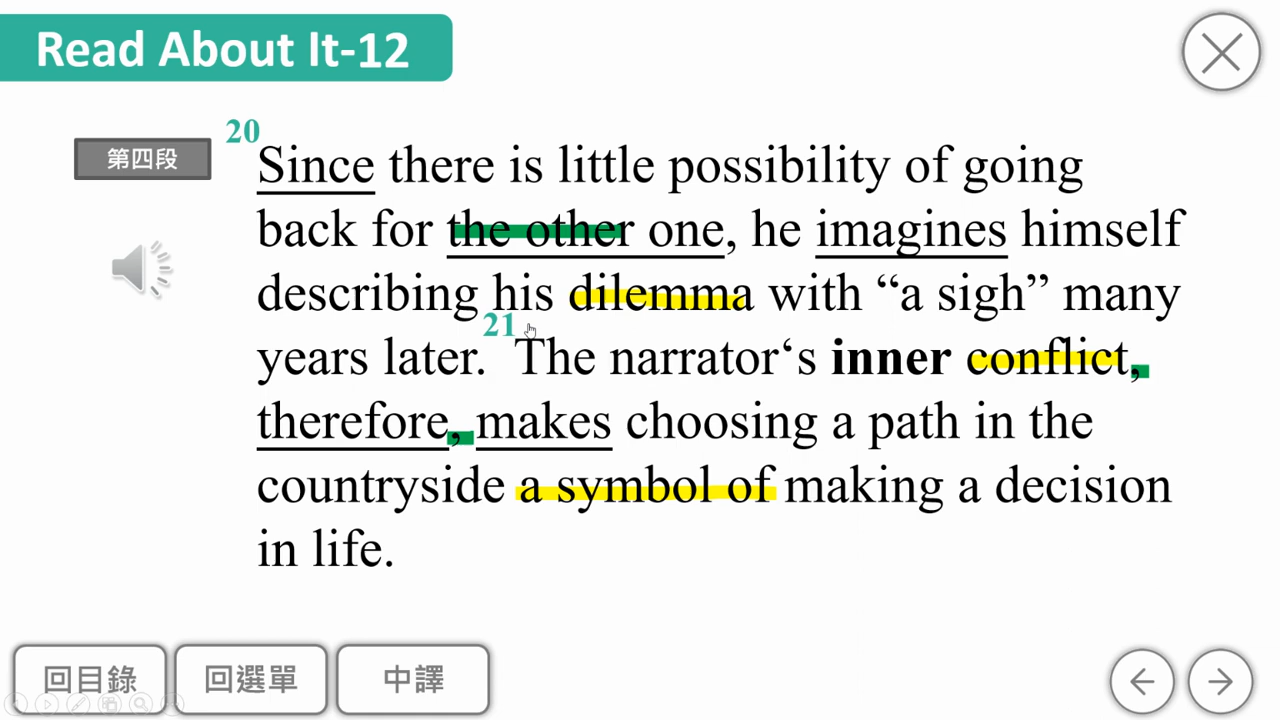 Read About It-12
第四段
20
Since there is little possibility of going
back for the other one, he imagines himself
describing his dilemma with “a sigh” many
years later. 21 The narrator‘s inner conflict,
therefore, makes choosing a path in the
countryside a symbol of making a decision
in life.
回目錄
回選單
中譯